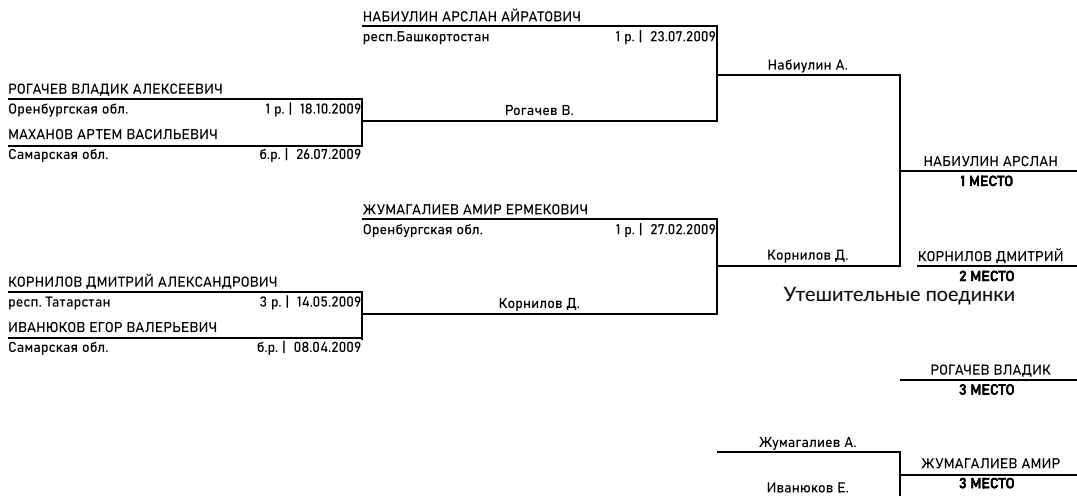 НАБИУЛИН АРСЛАН АЙРАТОВИЧ
респ.Башкортостан 1 р. | 23.07.2009
Набиулин А.
РОГАЧЕВ ВЛАДИК АЛЕКСЕЕВИЧ
Оренбургская обл. 1 р. | 18.10.2009
Рогачев В.
МАХАНОВ АРТЕМ ВАСИЛЬЕВИЧ
Самарская обл. б.р. | 26.07.2009
НАБИУЛИН АРСЛАН
1 МЕСТО
ЖУМАГАЛИЕВ АМИР ЕРМЕКОВИЧ
Оренбургская обл. 1 р. | 27.02.2009
Корнилов Д.
КОРНИЛОВ ДМИТРИЙ
2 МЕСТО
КОРНИЛОВ ДМИТРИЙ АЛЕКСАНДРОВИЧ
респ. Татарстан 3 р. | 14.05.2009
Корнилов Д.
ИВАНЮКОВ ЕГОР ВАЛЕРЬЕВИЧ
Самарская обл. б.р. | 08.04.2009
Утешительные поединки
РОГАЧЕВ ВЛАДИК
3 МЕСТО
Жумагалиев А.
ЖУМАГАЛИЕВ АМИР
3 МЕСТО
Иванюков Е.